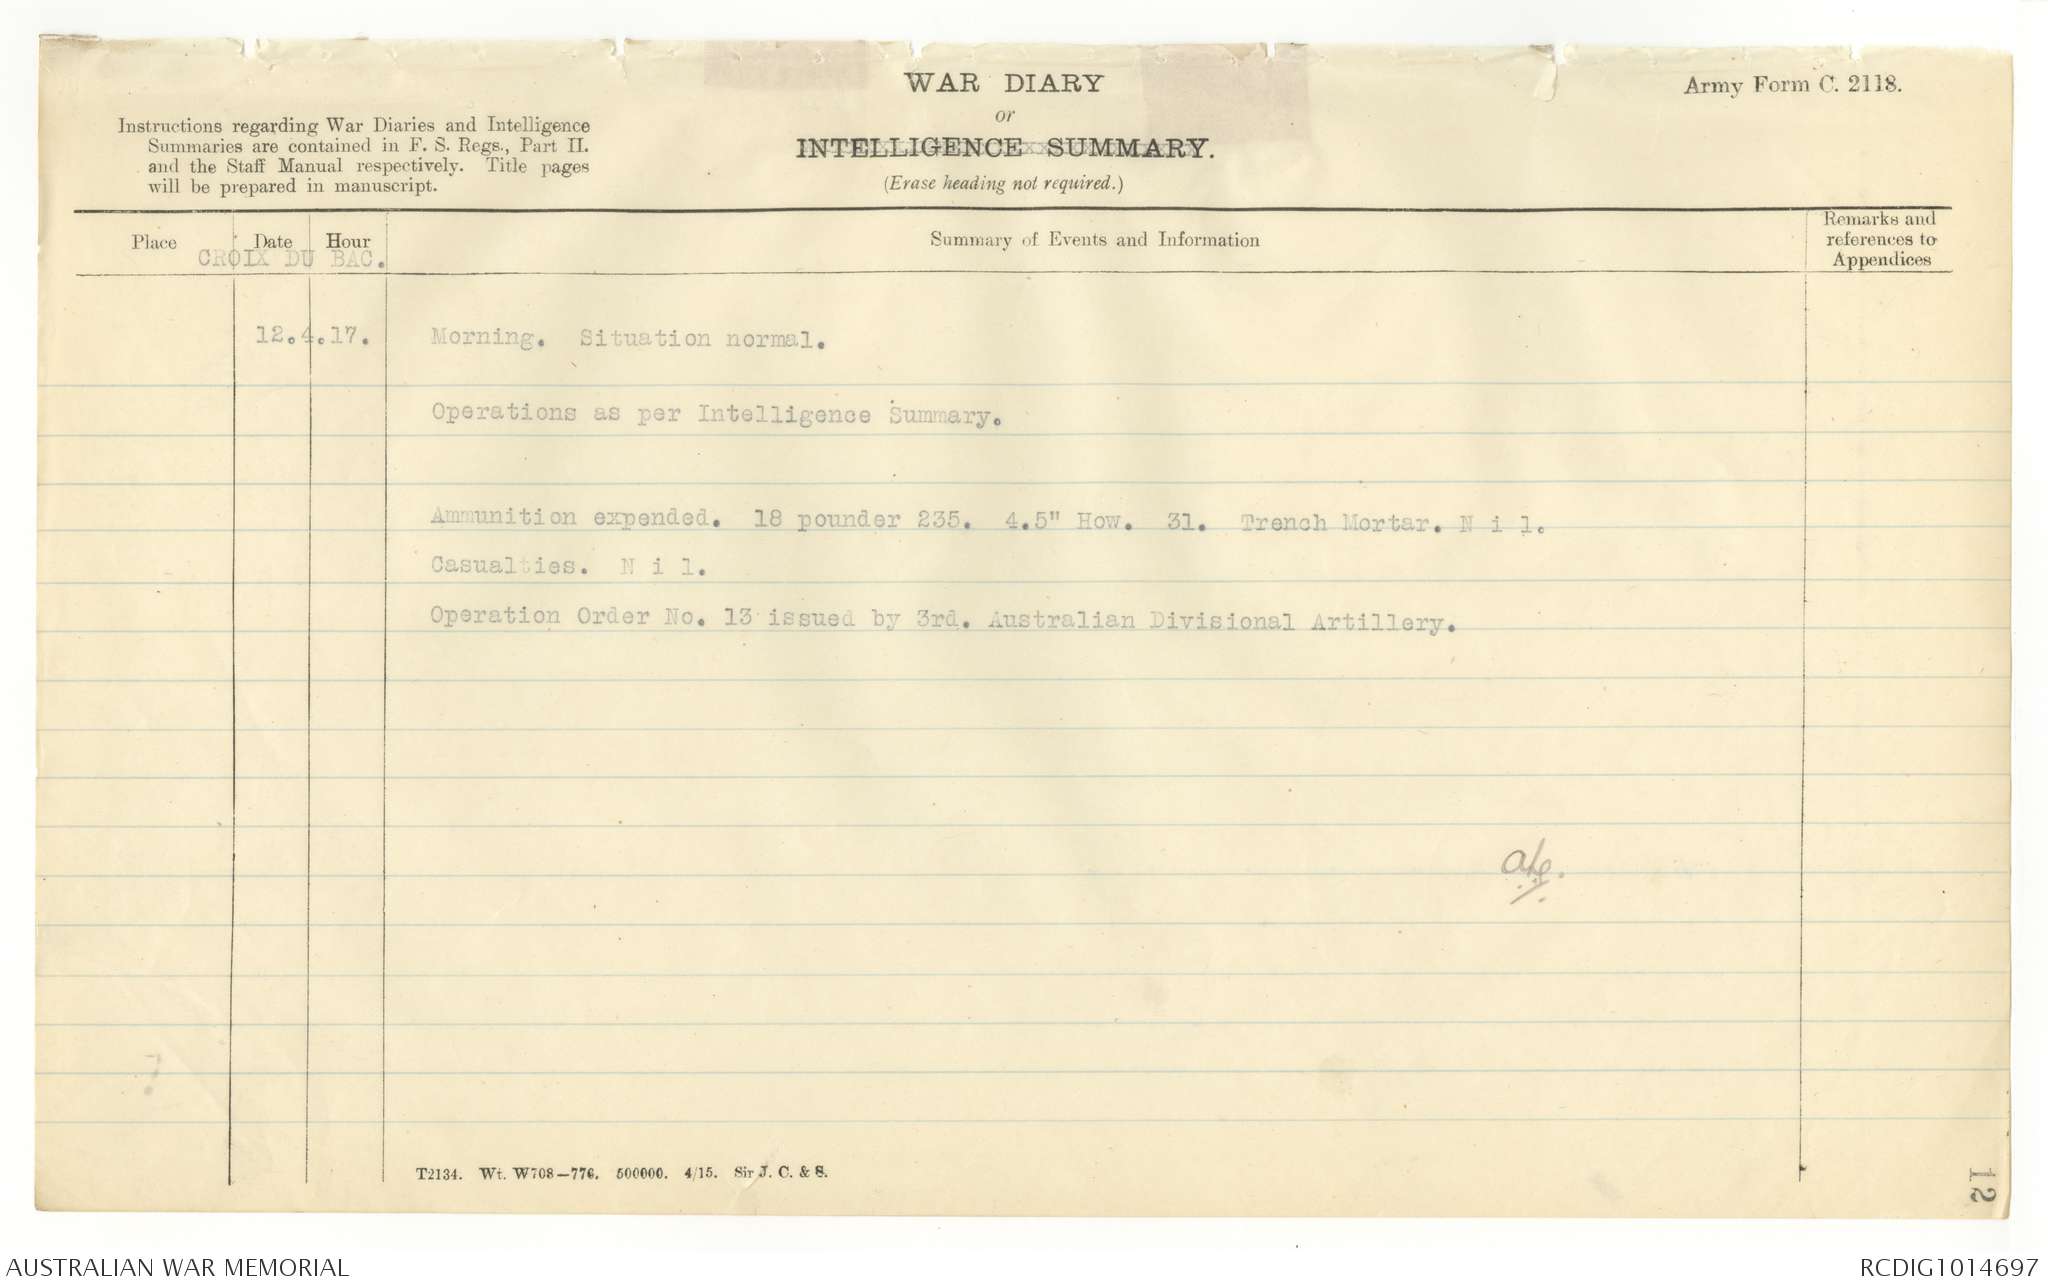 WAR DIARY
or
INTELLIGENCE SUMMARY.
(Erase heading not required.)
Army Form C. 2118.
Instructions regarding War Diaries and Intelligence
Summaries are contained in F. S. Regs., Part II.
and the Staff Manual respectively. Title pages
will be prepared in manuscript.
Place
Date
Hour
Summary of Events and Information
Remarks and
references to
Appendices
CROIX DU BAC.
12.4.17.
Morning. Situation normal.
Operations as per Intelligence Summary.
Ammunition expended. 18 pounder 235. 4.5" How. 31. Trench Mortar. N i l.
Casualties. N i l.
Operation Order No. 13 issued by 3rd. Australian Divisional Artillery.
T2134. Wt. W708—776. 500000. 4/15. Sir J. C. & S.
12
AUSTRALIAN WAR MEMORIAL
RCDIG1014697